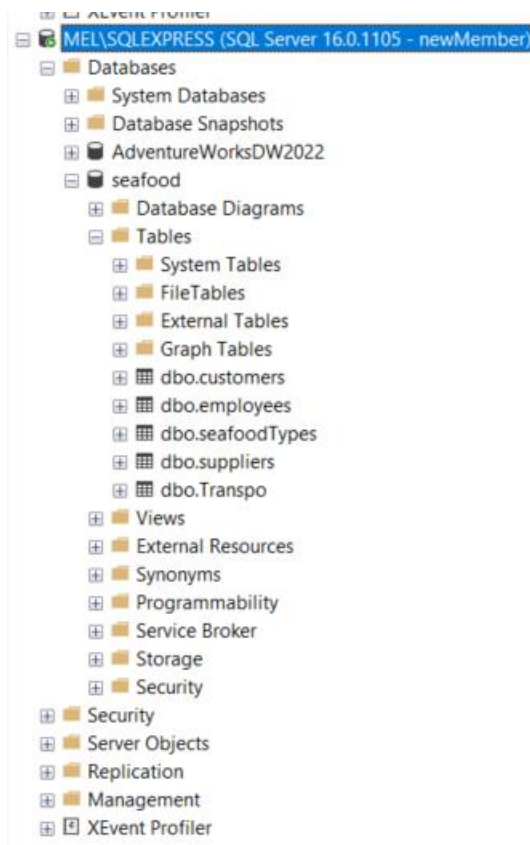 XEvent Profiler
MEL\SQLEXPRESS (SQL Server 16.0.1105 - newMember)
Databases
System Databases
Database Snapshots
AdventureWorksDW2022
seafood
Database Diagrams
Tables
System Tables
FileTables
External Tables
Graph Tables
dbo.customers
dbo.employees
dbo.seafoodTypes
dbo.suppliers
dbo.Transpo
Views
External Resources
Synonyms
Programmability
Service Broker
Storage
Security
Security
Server Objects
Replication
Management
XEvent Profiler